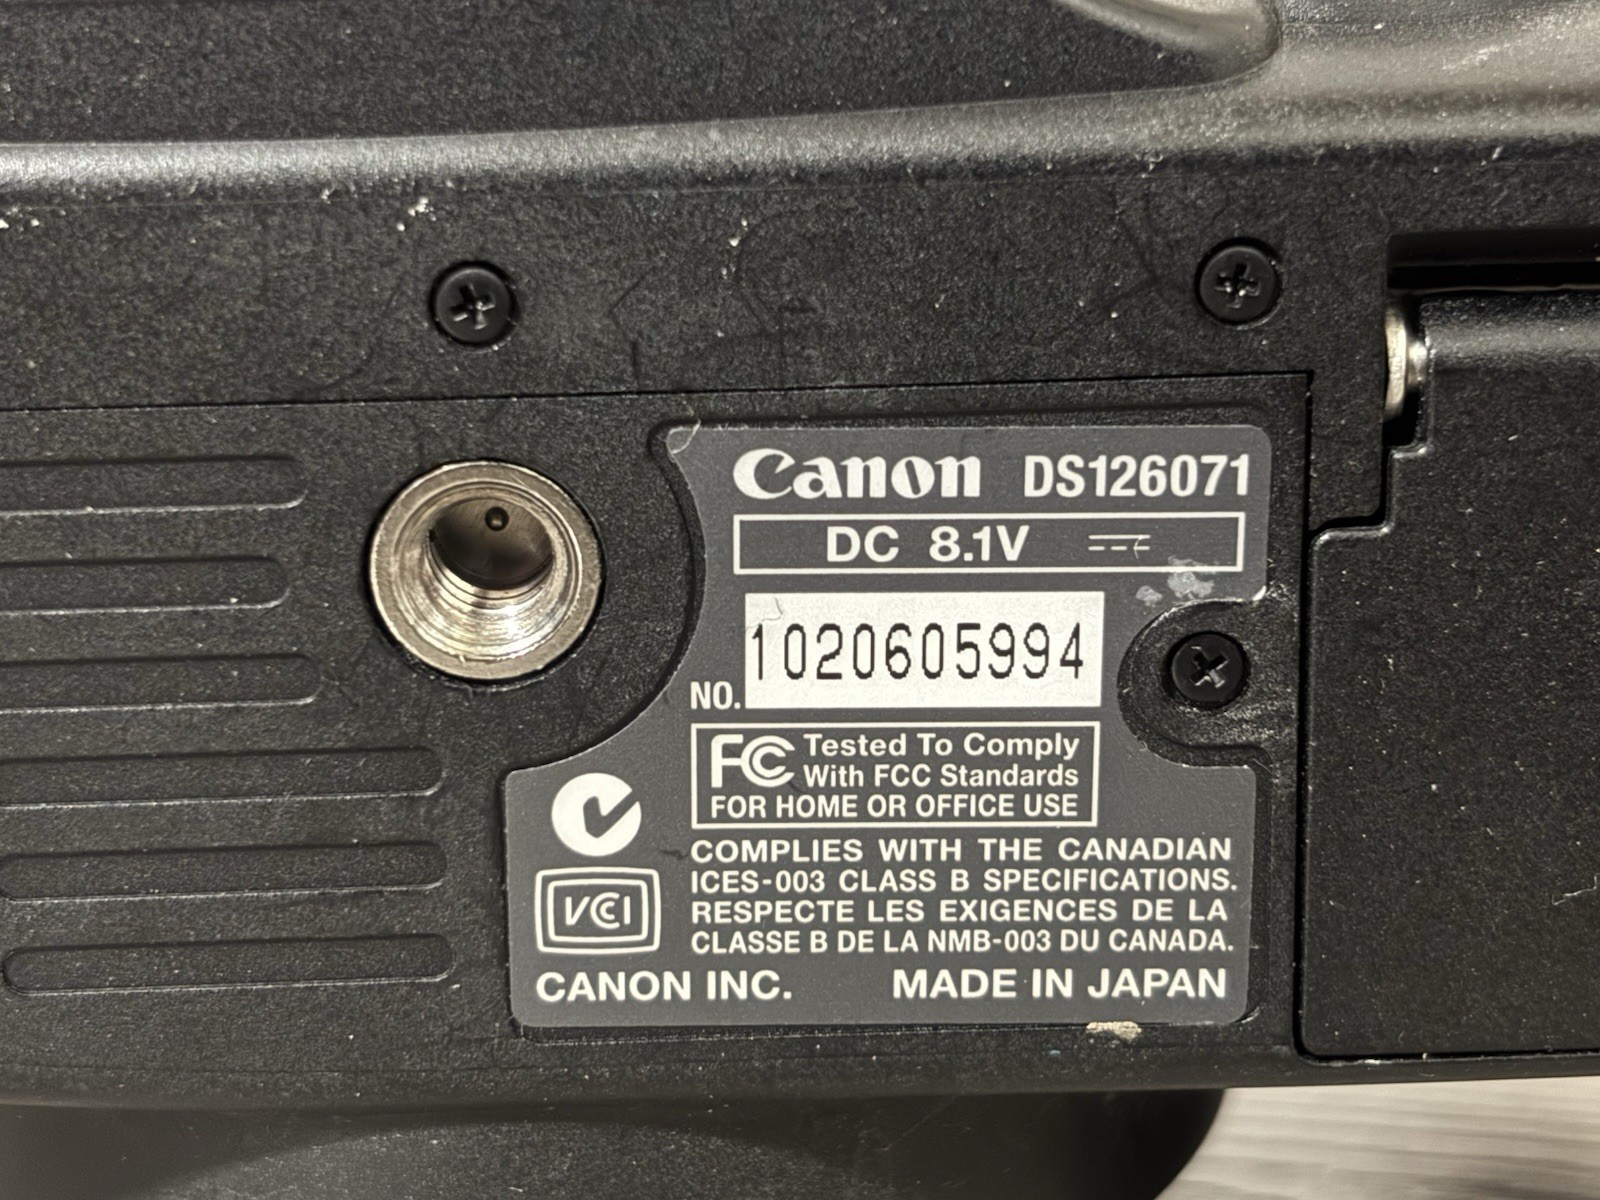 Canon DS126071
DC 8.1V
NO. 1020605994
FC Tested To Comply
With FCC Standards
FOR HOME OR OFFICE USE
COMPLIES WITH THE CANADIAN
ICES-003 CLASS B SPECIFICATIONS.
RESPECTE LES EXIGENCES DE LA
CLASSE B DE LA NMB-003 DU CANADA.
VCI
CANON INC. MADE IN JAPAN